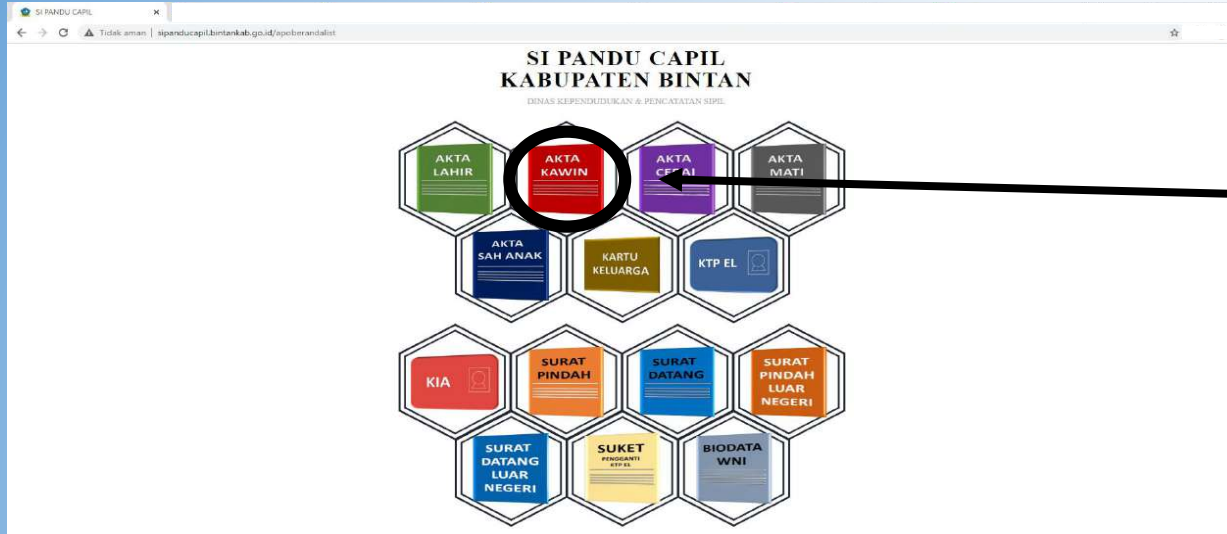 SI PANDU CAPIL
Tidak aman | sipanducapil.bintankab.go.id/apoberandalist
SI PANDU CAPIL
KABUPATEN BINTAN
DINAS KEPENDUDUKAN & PENCATATAN SIPIL
AKTA
LAHIR
AKTA
KAWIN
AKTA
AKTA
MATI
AKTA
SAH ANAK
KARTU
KELUARGA
KTP EL
KIA
SURAT
PINDAH
SURAT
DATANG
SURAT
PINDAH
LUAR
NEGERI
SURAT
DATANG
LUAR
NEGERI
SUKET
PENGGANTI
KTP EL
BIODATA
WNI